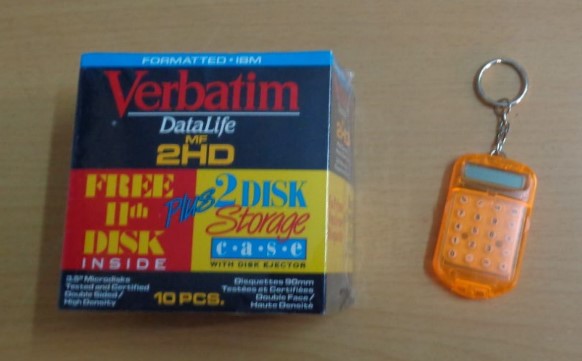 FORMATTED • IBM
Verbatim
DataLife
MF
2HD
FREE
11th
DISK
INSIDE
Plus
2 DISK
Storage
c•a•s•e
WITH DISK EJECTOR
3.5" Microdisks
Tested and Certified
Double Sided/
High Density
10 PCS.
Disquettes 90mm
Testées et Certifiées
Double Face/
Haute Densité